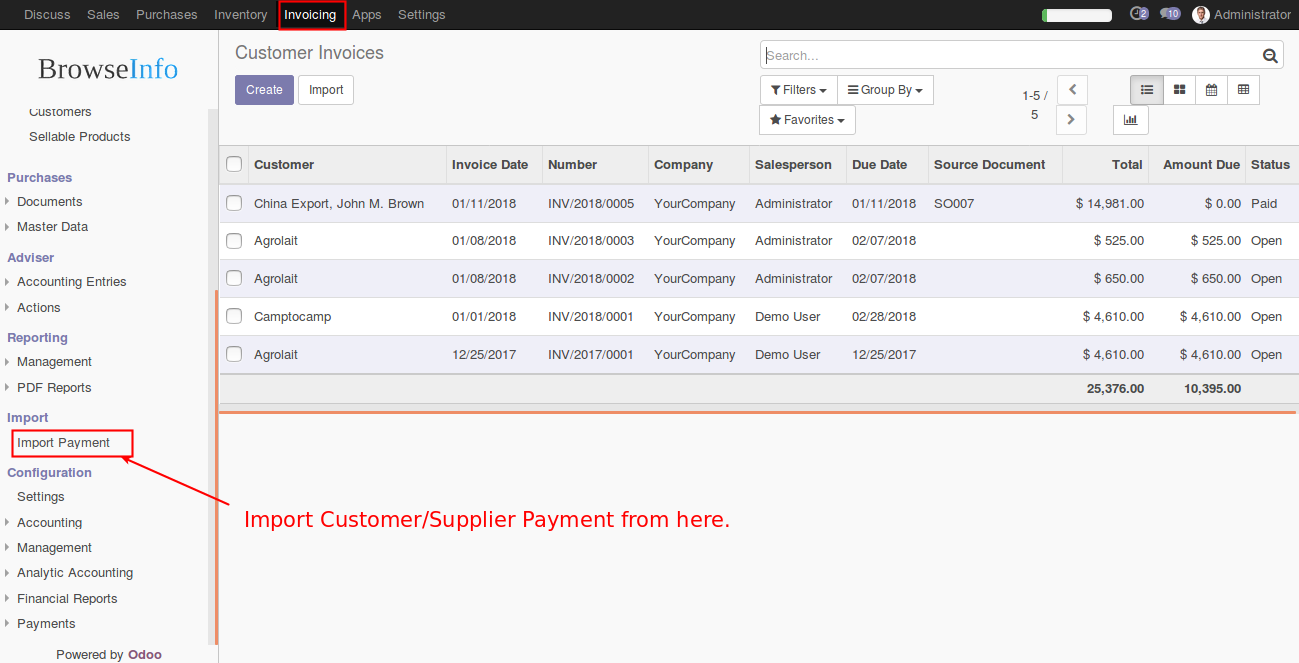 Discuss Sales Purchases Inventory Invoicing Apps Settings 2 10 Administrator
BrowseInfo
Customers
Sellable Products
Purchases
Documents
Master Data
Adviser
Accounting Entries
Actions
Reporting
Management
PDF Reports
Import
Import Payment
Configuration
Settings
Accounting
Management
Analytic Accounting
Financial Reports
Payments
Powered by Odoo
Customer Invoices
Search...
Create Import
Filters Group By
Favorites
1-5 /
5
Customer Invoice Date Number Company Salesperson Due Date Source Document Total Amount Due Status
China Export, John M. Brown 01/11/2018 INV/2018/0005 YourCompany Administrator 01/11/2018 SO007 $ 14,981.00 $ 0.00 Paid
Agrolait 01/08/2018 INV/2018/0003 YourCompany Administrator 02/07/2018 $ 525.00 $ 525.00 Open
Agrolait 01/08/2018 INV/2018/0002 YourCompany Administrator 02/07/2018 $ 650.00 $ 650.00 Open
Camptocamp 01/01/2018 INV/2018/0001 YourCompany Demo User 02/28/2018 $ 4,610.00 $ 4,610.00 Open
Agrolait 12/25/2017 INV/2017/0001 YourCompany Demo User 12/25/2017 $ 4,610.00 $ 4,610.00 Open
25,376.00 10,395.00
Import Customer/Supplier Payment from here.